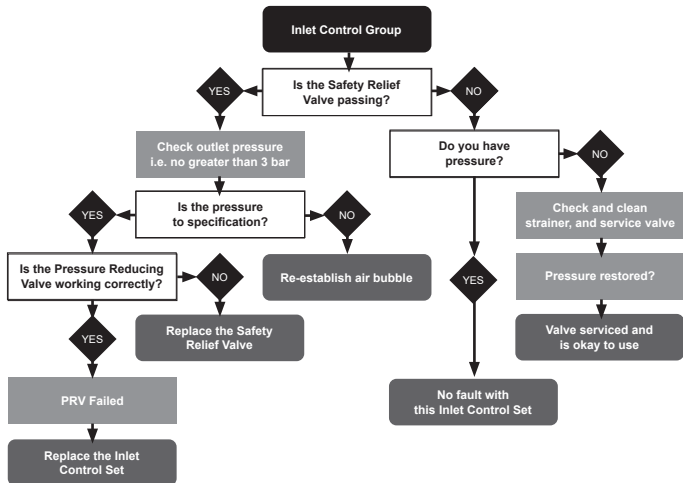 Inlet Control Group
Is the Safety Relief
Valve passing?
YES
NO
Check outlet pressure
i.e. no greater than 3 bar
Do you have
pressure?
NO
Is the pressure
to specification?
YES
NO
Check and clean
strainer, and service valve
Is the Pressure Reducing
Valve working correctly?
NO
Re-establish air bubble
YES
Pressure restored?
YES
Replace the Safety
Relief Valve
Valve serviced and
is okay to use
PRV Failed
No fault with
this Inlet Control Set
Replace the Inlet
Control Set